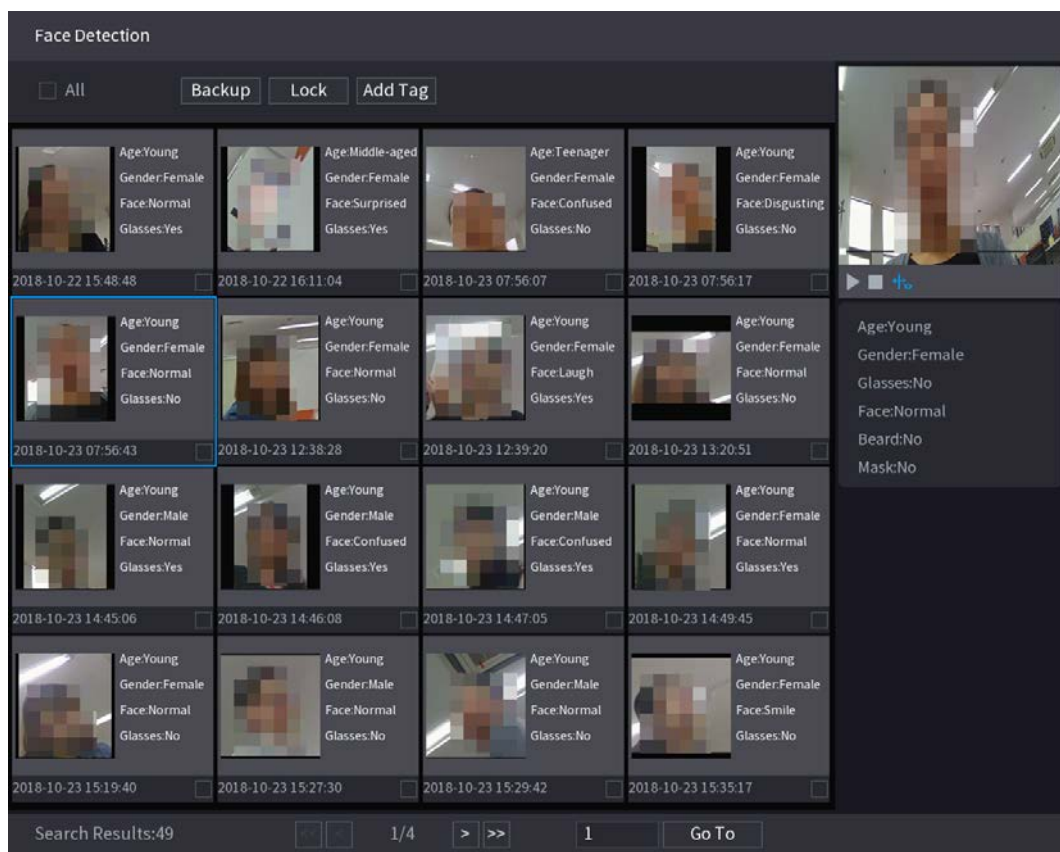 Face Detection
All
Backup
Lock
Add Tag
Age:Young
Gender:Female
Face:Normal
Glasses:Yes
2018-10-22 15:48:48
Age:Middle-aged
Gender:Female
Face:Surprised
Glasses:Yes
2018-10-22 16:11:04
Age:Teenager
Gender:Female
Face:Confused
Glasses:No
2018-10-23 07:56:07
Age:Young
Gender:Female
Face:Disgusting
Glasses:No
2018-10-23 07:56:17
Age:Young
Gender:Female
Face:Normal
Glasses:No
2018-10-23 07:56:43
Age:Young
Gender:Female
Face:Normal
Glasses:No
2018-10-23 12:38:28
Age:Young
Gender:Female
Face:Laugh
Glasses:Yes
2018-10-23 12:39:20
Age:Young
Gender:Female
Face:Normal
Glasses:No
2018-10-23 13:20:51
Age:Young
Gender:Male
Face:Normal
Glasses:Yes
2018-10-23 14:45:06
Age:Young
Gender:Male
Face:Confused
Glasses:Yes
2018-10-23 14:46:08
Age:Young
Gender:Male
Face:Confused
Glasses:Yes
2018-10-23 14:47:05
Age:Young
Gender:Female
Face:Normal
Glasses:Yes
2018-10-23 14:49:45
Age:Young
Gender:Female
Face:Normal
Glasses:No
2018-10-23 15:19:40
Age:Young
Gender:Male
Face:Normal
Glasses:No
2018-10-23 15:27:30
Age:Young
Gender:Male
Face:Normal
Glasses:No
2018-10-23 15:29:42
Age:Young
Gender:Female
Face:Smile
Glasses:No
2018-10-23 15:35:17
Age:Young
Gender:Female
Glasses:No
Face:Normal
Beard:No
Mask:No
Search Results:49
<< < 1/4 > >> 1 Go To